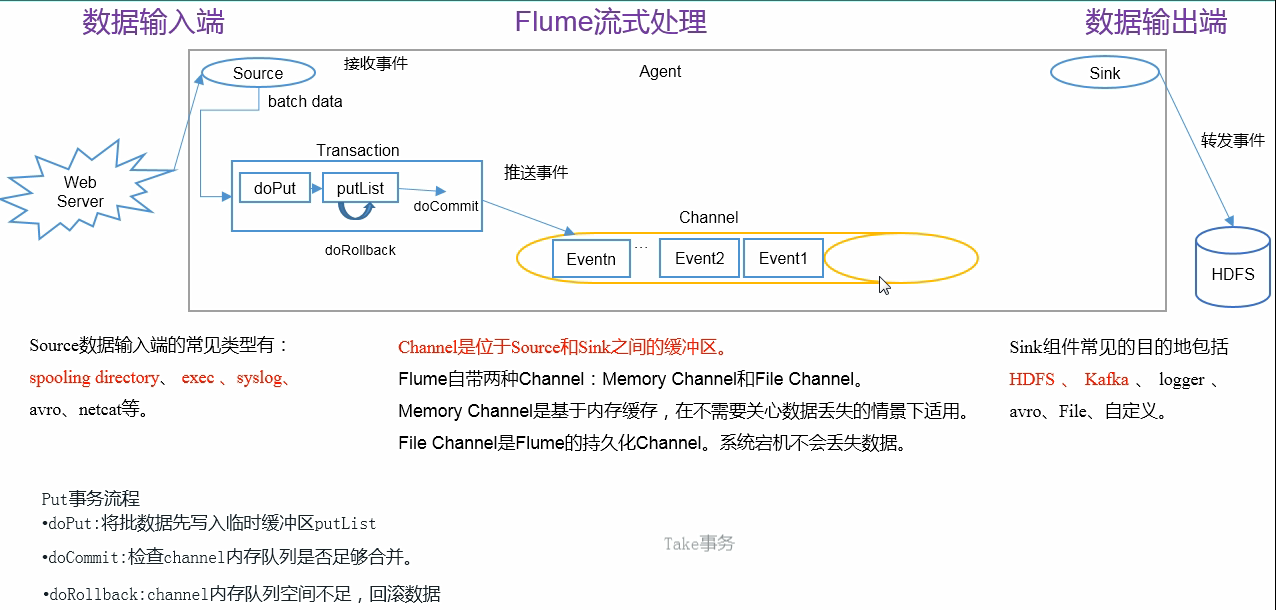 数据输入端
Flume流式处理
数据输出端
Source
接收事件
Agent
Sink
batch data
转发事件
Transaction
推送事件
Web
Server
doPut
putList
doCommit
Channel
doRollback
Eventn
...
Event2
Event1
HDFS
Source数据输入端的常见类型有：
spooling directory、 exec 、syslog、
avro、netcat等。
Channel是位于Source和Sink之间的缓冲区。
Flume自带两种Channel：Memory Channel和File Channel。
Memory Channel是基于内存缓存，在不需要关心数据丢失的情景下适用。
File Channel是Flume的持久化Channel。系统宕机不会丢失数据。
Sink组件常见的目的地包括
HDFS 、 Kafka 、 logger 、
avro、File、自定义。
Put事务流程
•doPut:将批数据先写入临时缓冲区putList
•doCommit:检查channel内存队列是否足够合并。
•doRollback:channel内存队列空间不足，回滚数据
Take事务